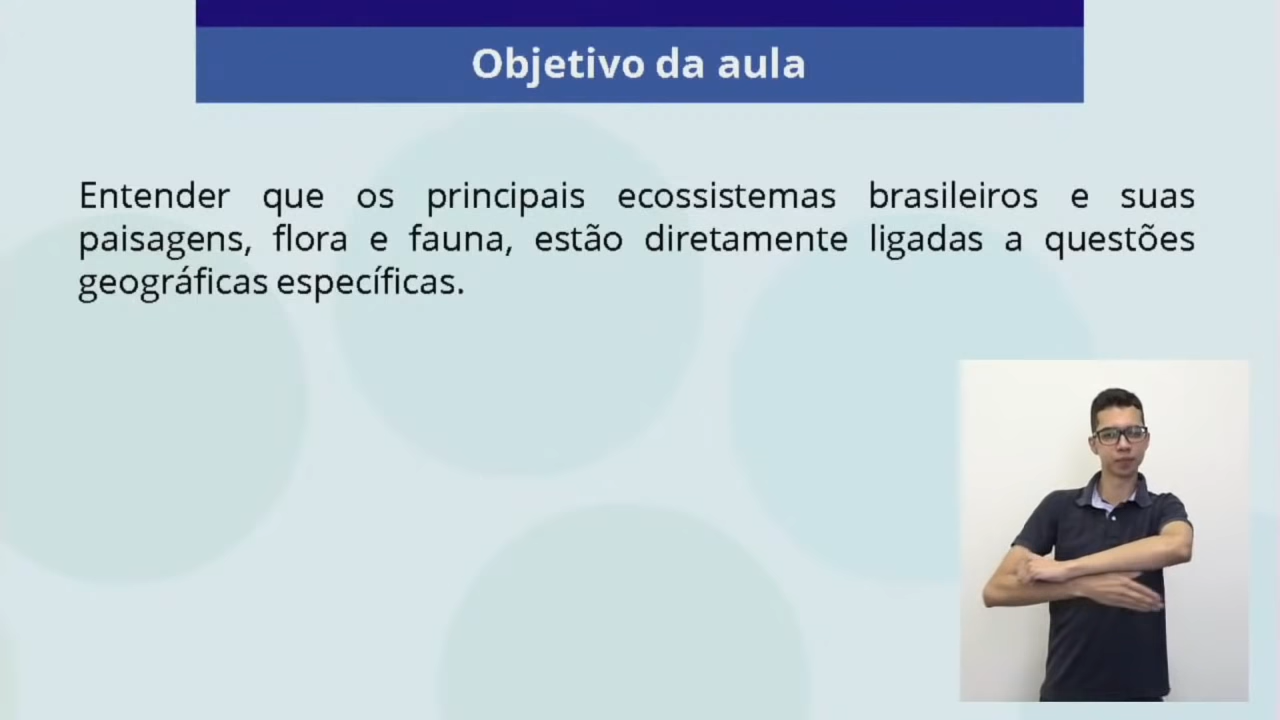 Objetivo da aula
Entender que os principais ecossistemas brasileiros e suas
paisagens, flora e fauna, estão diretamente ligadas a questões
geográficas específicas.